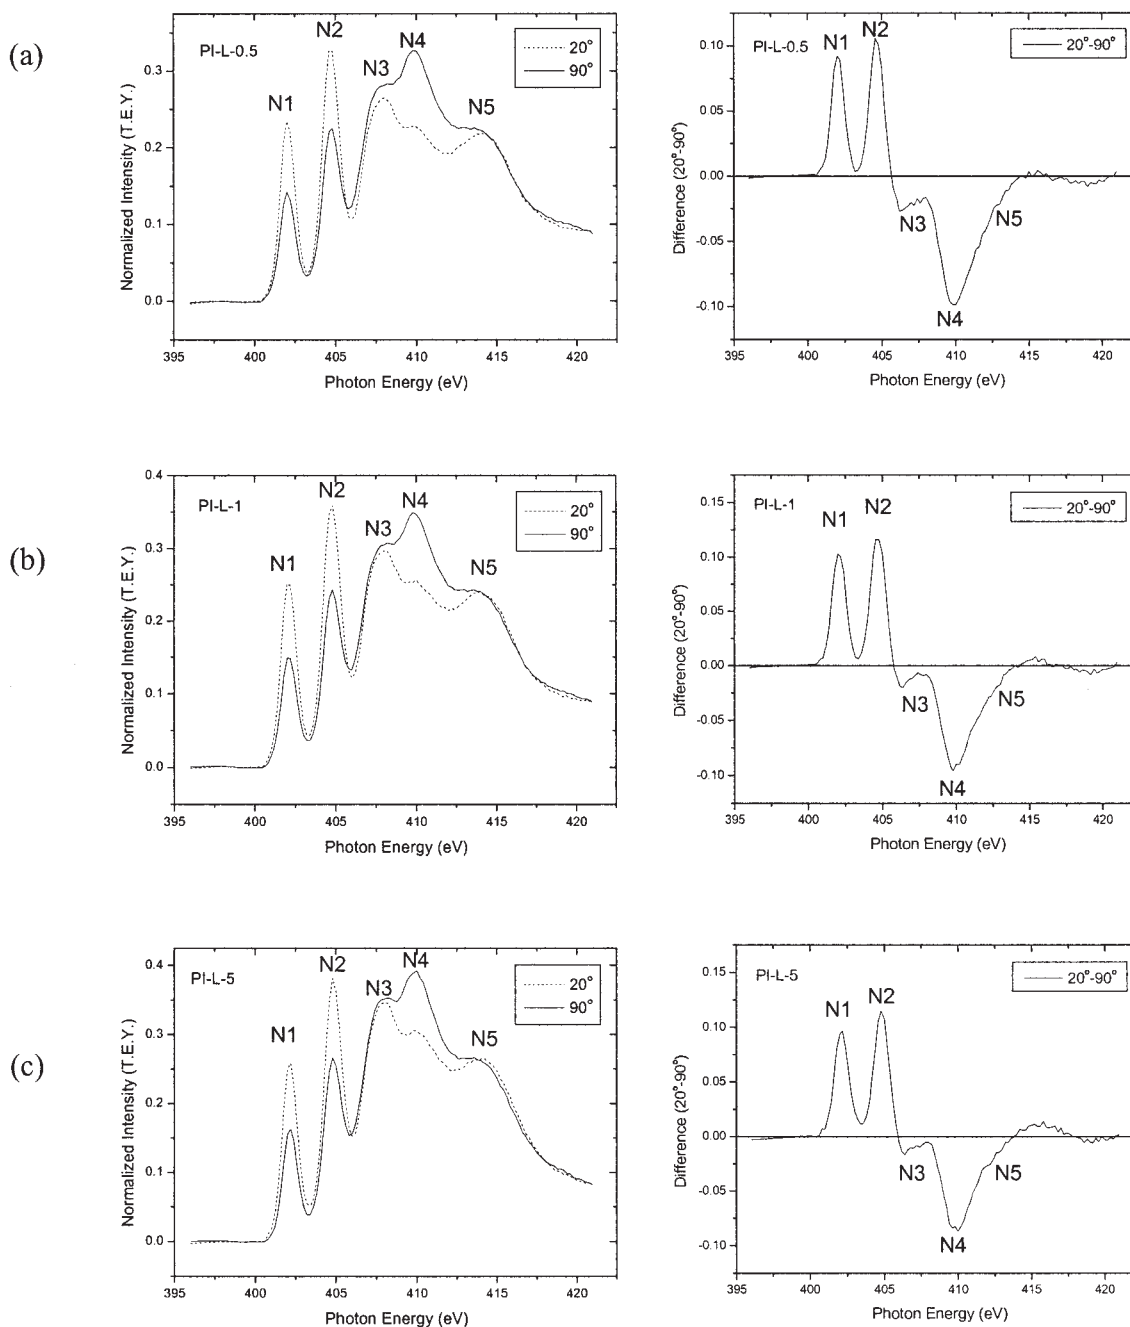 (a)
PI-L-0.5
20°
90°
N1
N2
N3
N4
N5
0.3
0.2
0.1
0.0
Normalized Intensity (T.E.Y.)
395 400 405 410 415 420
Photon Energy (eV)
20°-90°
N1
N2
N3
N4
N5
0.10
0.05
0.00
-0.05
-0.10
Difference (20°-90°)
395 400 405 410 415 420
Photon Energy (eV)
(b)
PI-L-1
20°
90°
N1
N2
N3
N4
N5
0.4
0.3
0.2
0.1
0.0
Normalized Intensity (T.E.Y.)
395 400 405 410 415 420
Photon Energy (eV)
PI-L-1
20°-90°
N1
N2
N3
N4
N5
0.15
0.10
0.05
0.00
-0.05
-0.10
Difference (20°-90°)
395 400 405 410 415 420
Photon Energy (eV)
(c)
PI-L-5
20°
90°
N1
N2
N3
N4
N5
0.4
0.3
0.2
0.1
0.0
Normalized Intensity (T.E.Y.)
395 400 405 410 415 420
Photon Energy (eV)
PI-L-5
20°-90°
N1
N2
N3
N4
N5
0.15
0.10
0.05
0.00
-0.05
-0.10
Difference (20°-90°)
395 400 405 410 415 420
Photon Energy (eV)